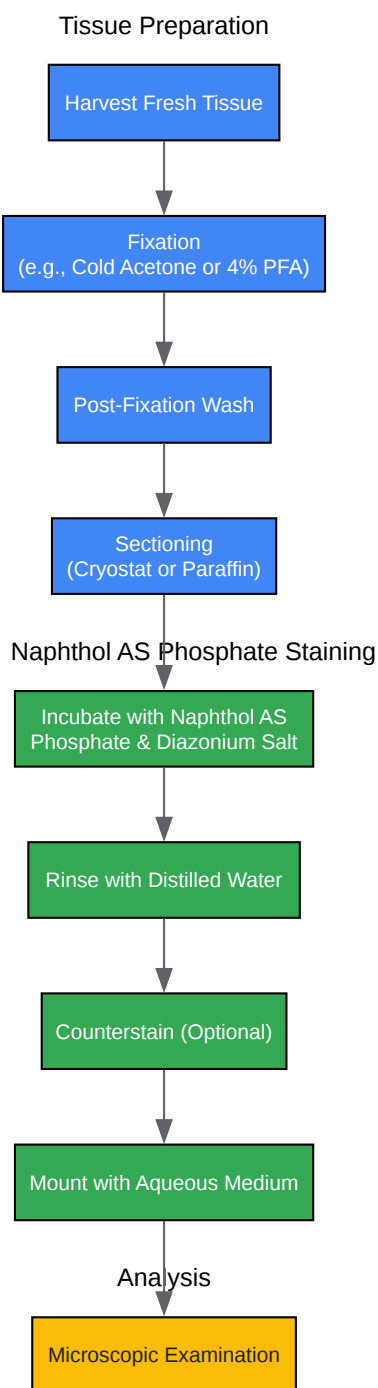 Tissue Preparation
Harvest Fresh Tissue
Fixation
(e.g., Cold Acetone or 4% PFA)
Post-Fixation Wash
Sectioning
(Cryostat or Paraffin)
Naphthol AS Phosphate Staining
Incubate with Naphthol AS
Phosphate & Diazonium Salt
Rinse with Distilled Water
Counterstain (Optional)
Mount with Aqueous Medium
Analysis
Microscopic Examination